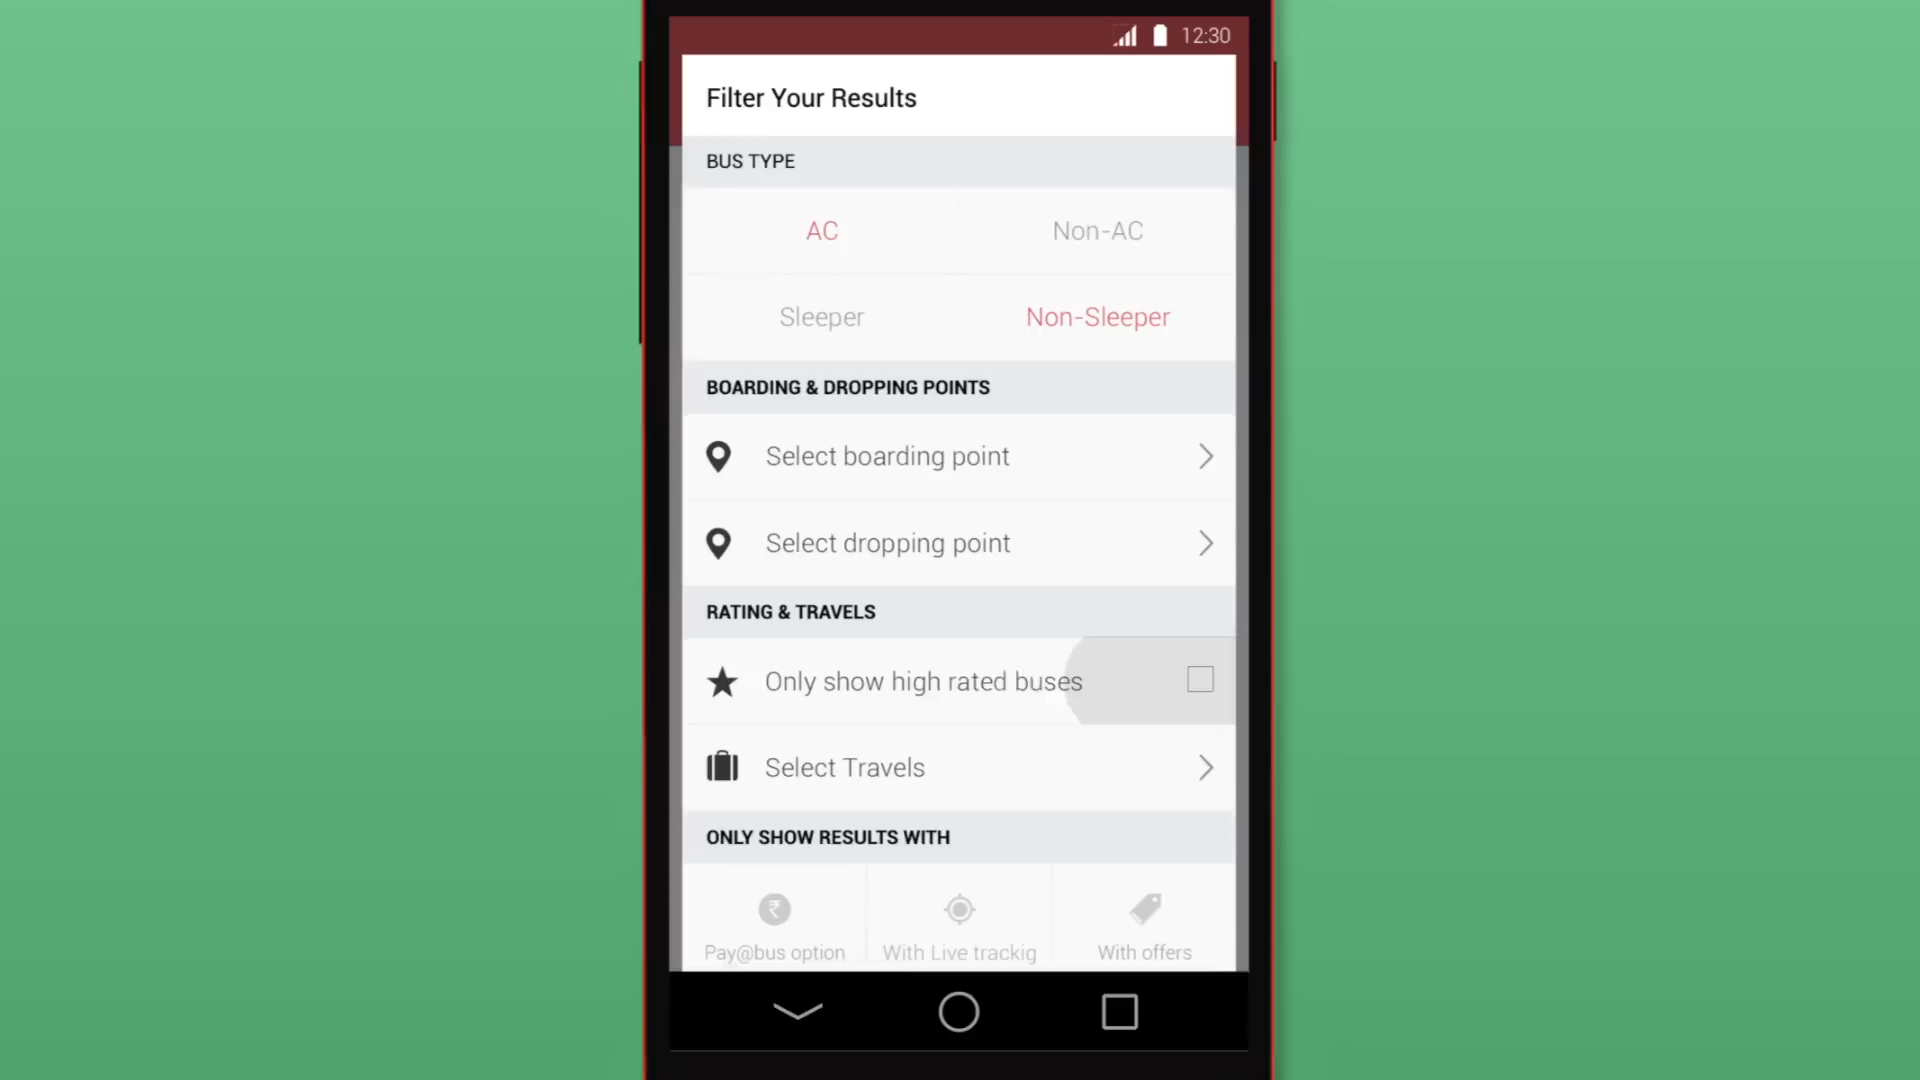 12:30
Filter Your Results
BUS TYPE
AC
Non-AC
Sleeper
Non-Sleeper
BOARDING & DROPPING POINTS
Select boarding point
Select dropping point
RATING & TRAVELS
Only show high rated buses
Select Travels
ONLY SHOW RESULTS WITH
₹
Pay@bus option
With Live trackig
With offers